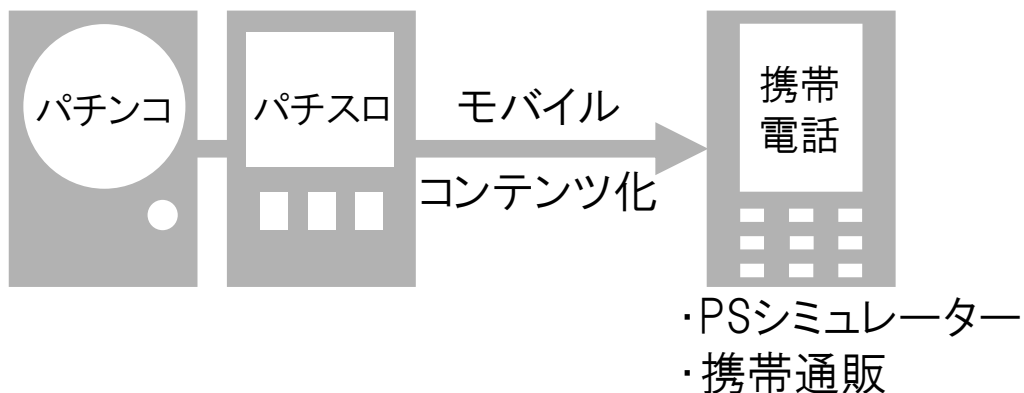 パチンコ
パチスロ
モバイル
コンテンツ化
携帯
電話
・PSシミュレーター
・携帯通販